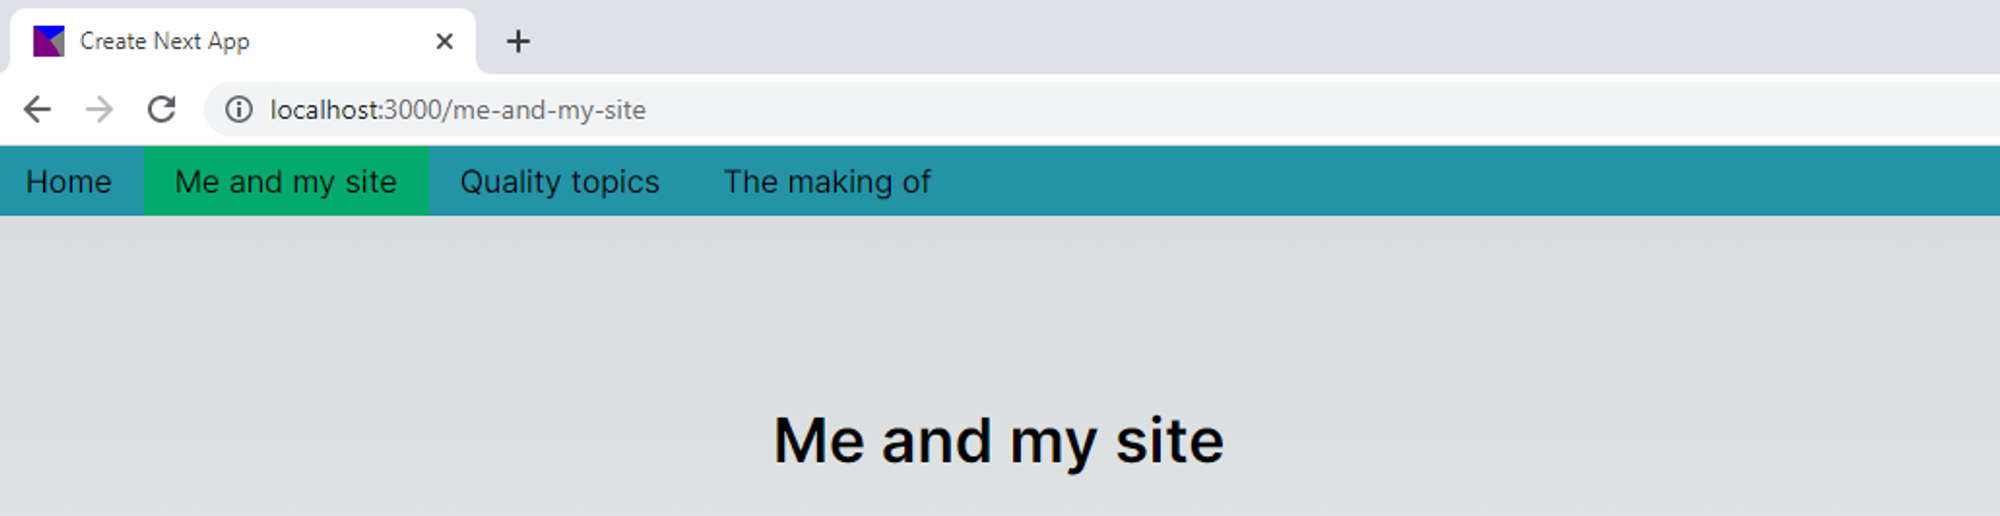 Create Next App
localhost:3000/me-and-my-site
Home Me and my site Quality topics The making of
Me and my site